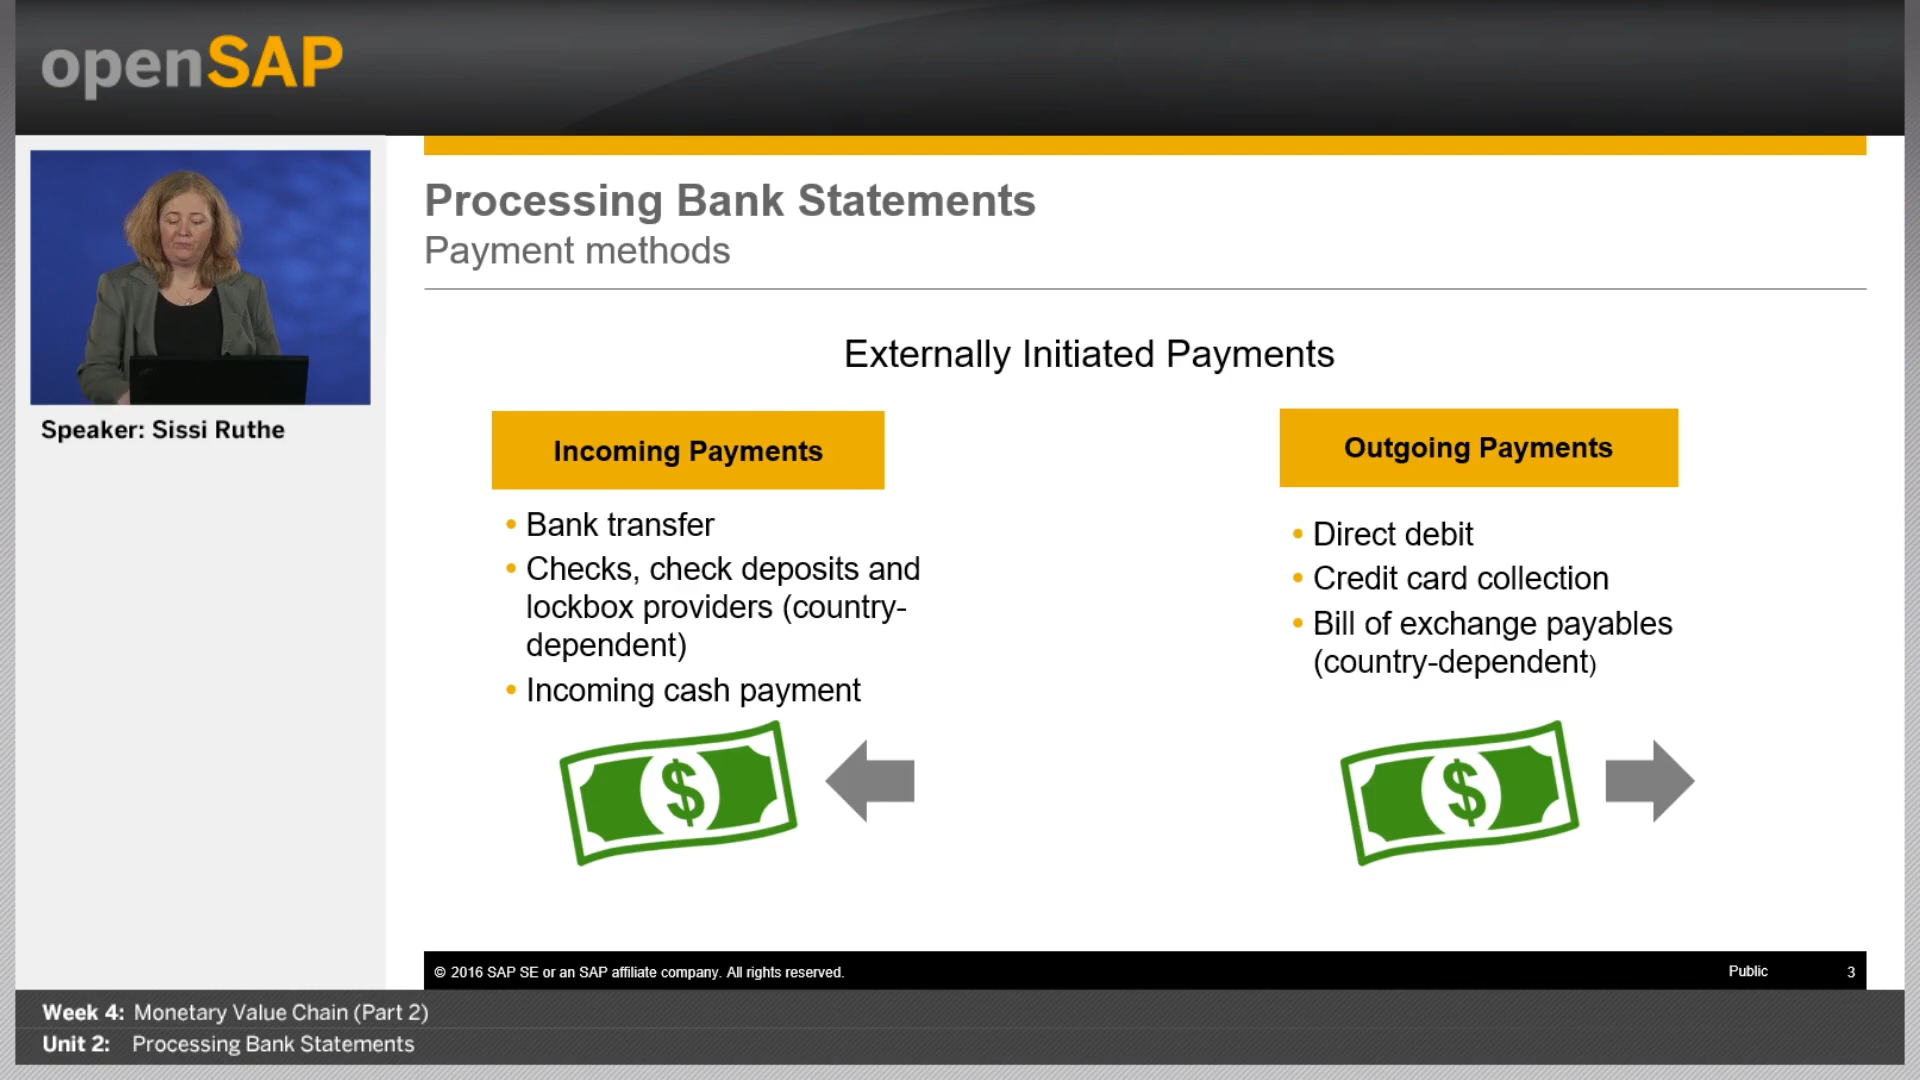 openSAP
Speaker: Sissi Ruthe
Processing Bank Statements
Payment methods
Externally Initiated Payments
Incoming Payments
• Bank transfer
• Checks, check deposits and
lockbox providers (country-
dependent)
• Incoming cash payment
$
Outgoing Payments
• Direct debit
• Credit card collection
• Bill of exchange payables
(country-dependent)
$
© 2016 SAP SE or an SAP affiliate company. All rights reserved.
Public 3
Week 4: Monetary Value Chain (Part 2)
Unit 2: Processing Bank Statements